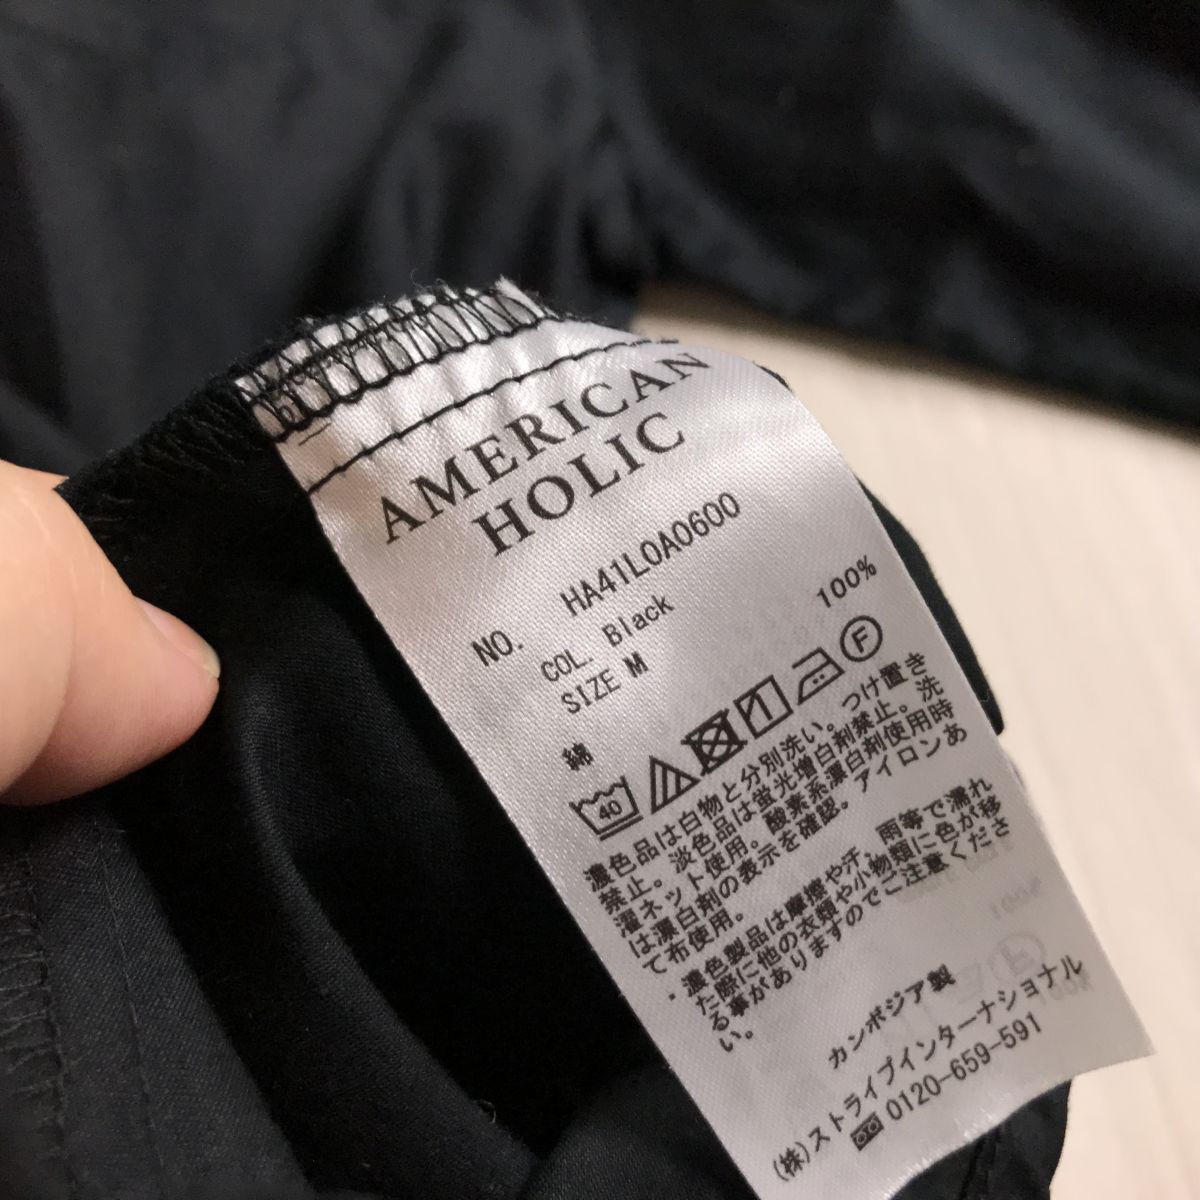 AMERICAN
HOLIC
NO. HA41L0A0600
COL. Black
SIZE M
綿 100%
40
F
濃色品は白物と分別洗い。つけ置き
禁止。淡色品は蛍光増白剤禁止。洗
濯ネット使用。酸素系漂白剤使用時
は漂白剤の表示を確認。アイロンあ
て布使用。
・濃色製品は摩擦や汗、雨等で濡れ
た際に他の衣類や小物類に色が移
る事がありますのでご注意くださ
い。
カンボジア製
(株)ストライプインターナショナル
0120-659-591